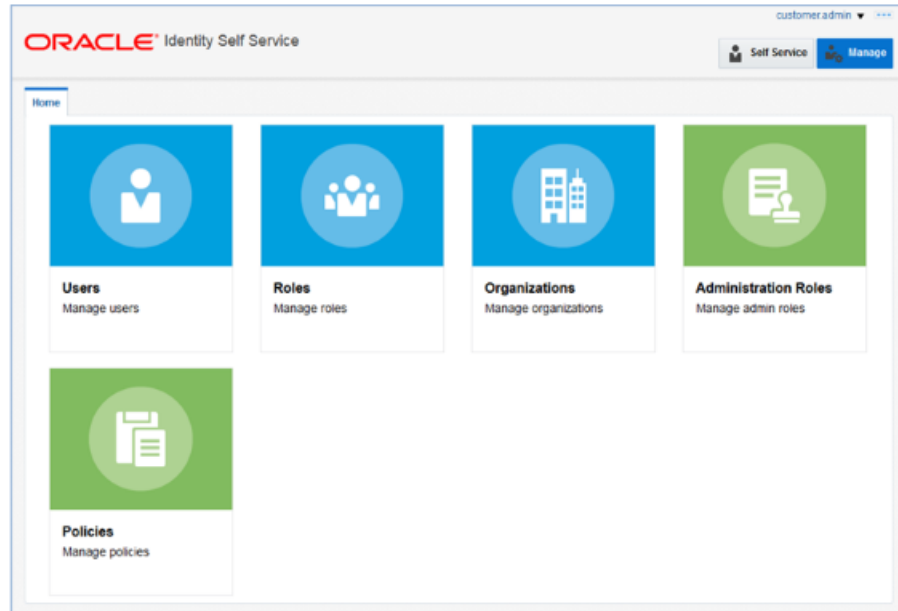 customer.admin
ORACLE® Identity Self Service
Self Service
Manage
Home
Users
Manage users
Roles
Manage roles
Organizations
Manage organizations
Administration Roles
Manage admin roles
Policies
Manage policies